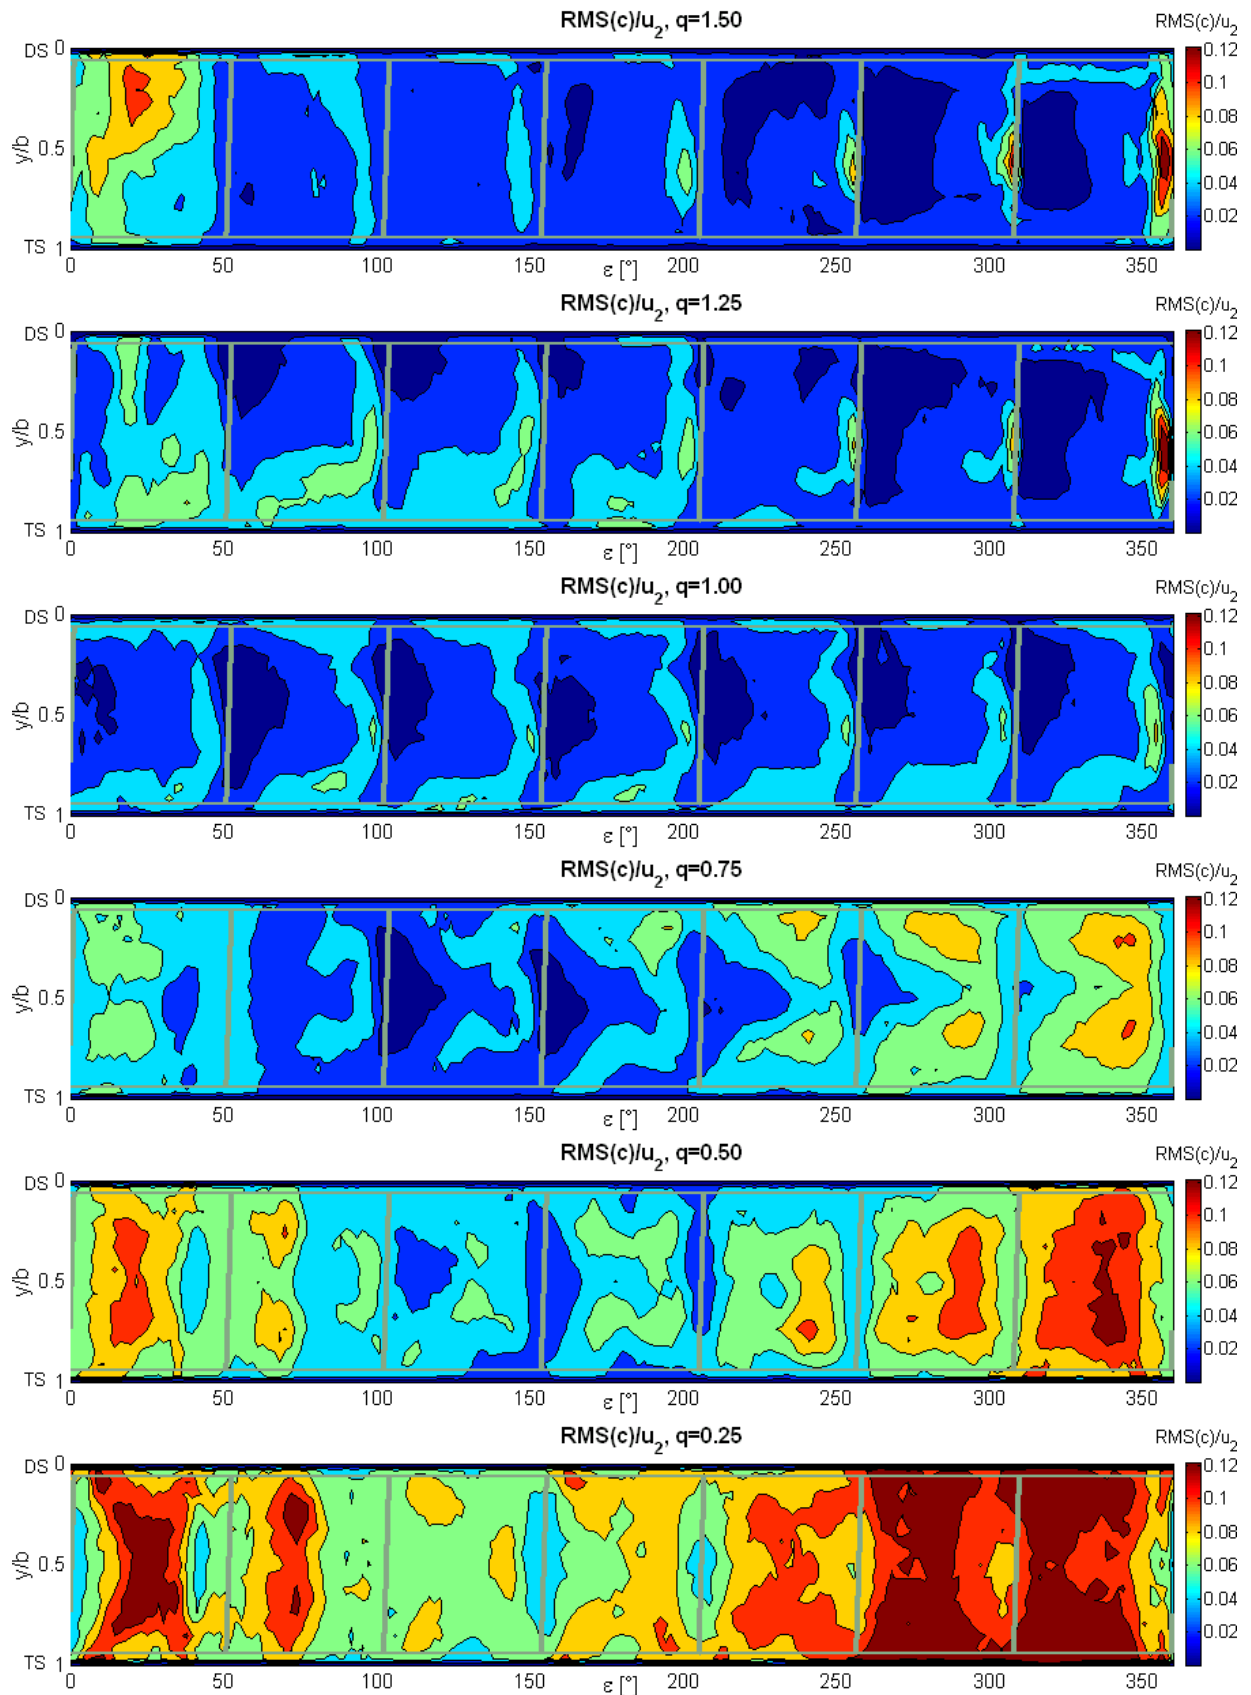 RMS(c)/u₂, q=1.50
RMS(c)/u₂
DS 0
0.12
0.1
0.08
y/b
0.5
0.06
0.04
0.02
TS 1
0 50 100 150 200 250 300 350
ε [°]
RMS(c)/u₂, q=1.25
RMS(c)/u₂
DS 0
0.12
0.1
0.08
y/b
0.5
0.06
0.04
0.02
TS 1
0 50 100 150 200 250 300 350
ε [°]
RMS(c)/u₂, q=1.00
RMS(c)/u₂
DS 0
0.12
0.1
0.08
y/b
0.5
0.06
0.04
0.02
TS 1
0 50 100 150 200 250 300 350
ε [°]
RMS(c)/u₂, q=0.75
RMS(c)/u₂
DS 0
0.12
0.1
0.08
y/b
0.5
0.06
0.04
0.02
TS 1
0 50 100 150 200 250 300 350
ε [°]
RMS(c)/u₂, q=0.50
RMS(c)/u₂
DS 0
0.12
0.1
0.08
y/b
0.5
0.06
0.04
0.02
TS 1
0 50 100 150 200 250 300 350
ε [°]
RMS(c)/u₂, q=0.25
RMS(c)/u₂
DS 0
0.12
0.1
0.08
y/b
0.5
0.06
0.04
0.02
TS 1
0 50 100 150 200 250 300 350
ε [°]